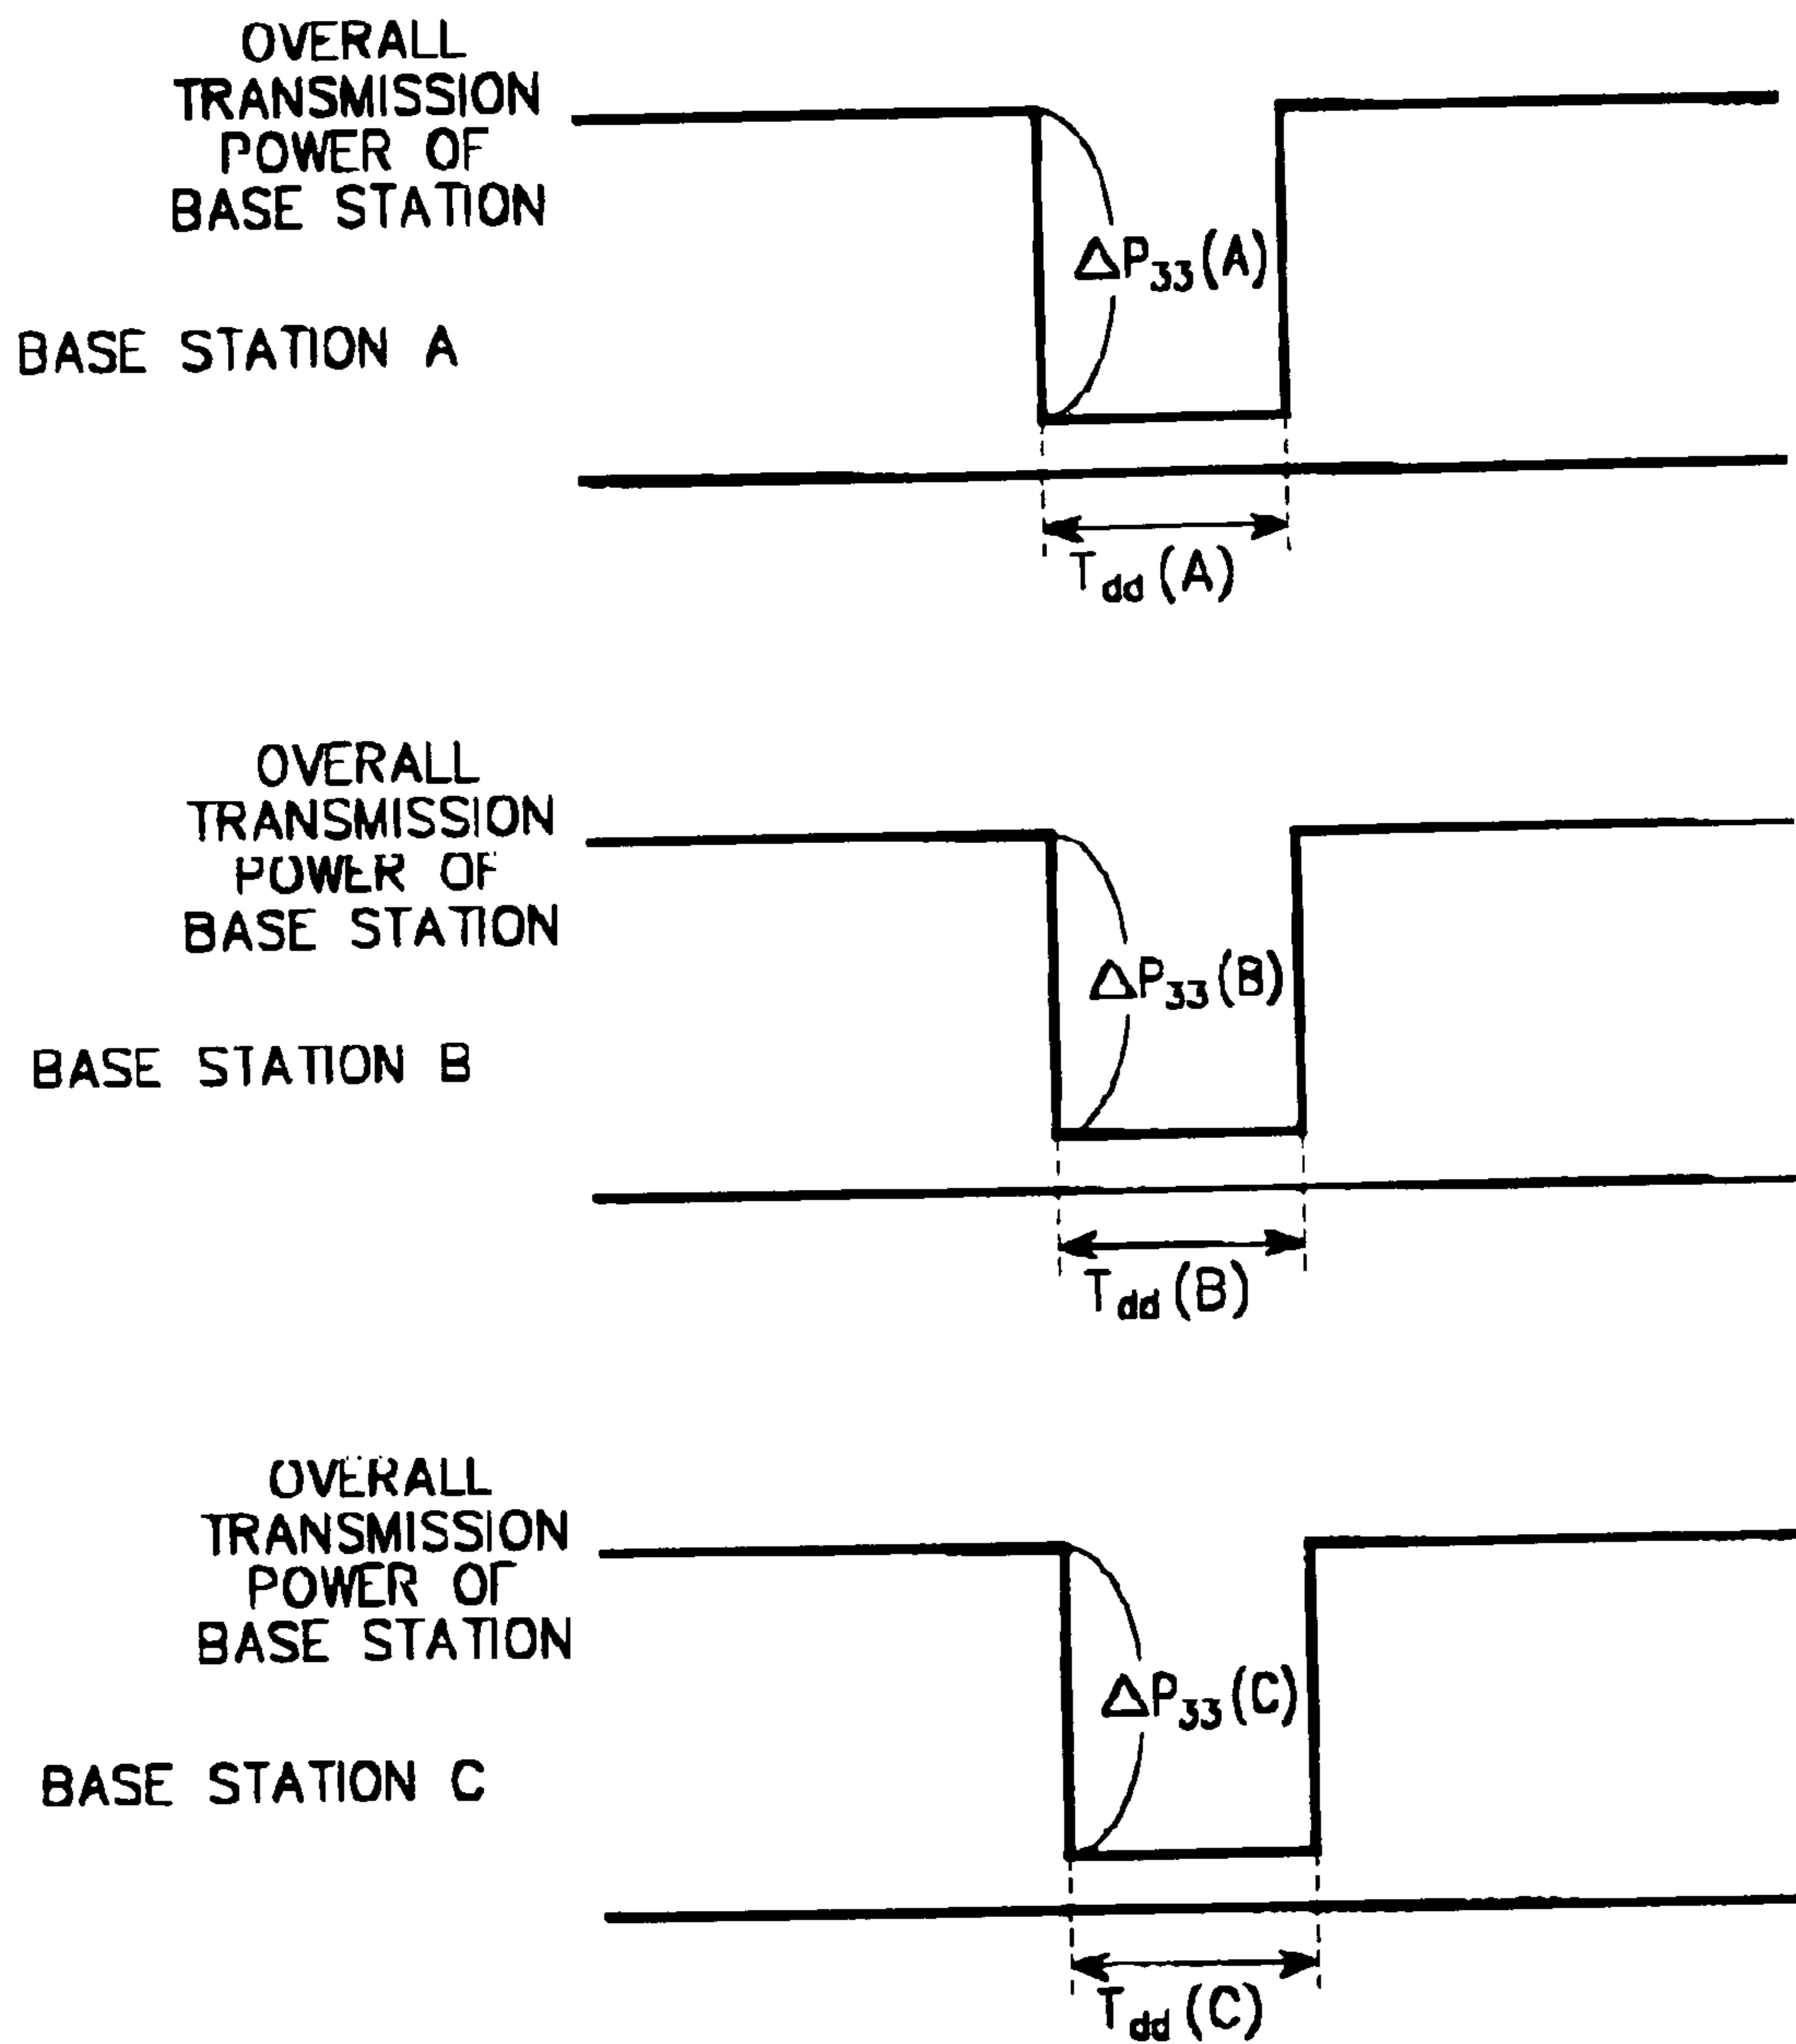 OVERALL
TRANSMISSION
POWER OF
BASE STATION
ΔP33(A)
BASE STATION A
Tdd(A)
OVERALL
TRANSMISSION
POWER OF
BASE STATION
ΔP33(B)
BASE STATION B
Tdd(B)
OVERALL
TRANSMISSION
POWER OF
BASE STATION
ΔP33(C)
BASE STATION C
Tdd(C)